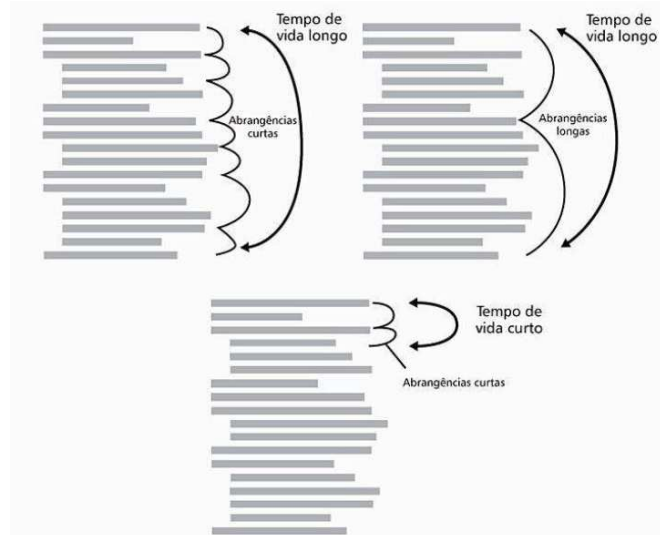 Tempo de
vida longo
Abrangências
curtas
Tempo de
vida longo
Abrangências
longas
Tempo de
vida curto
Abrangências curtas